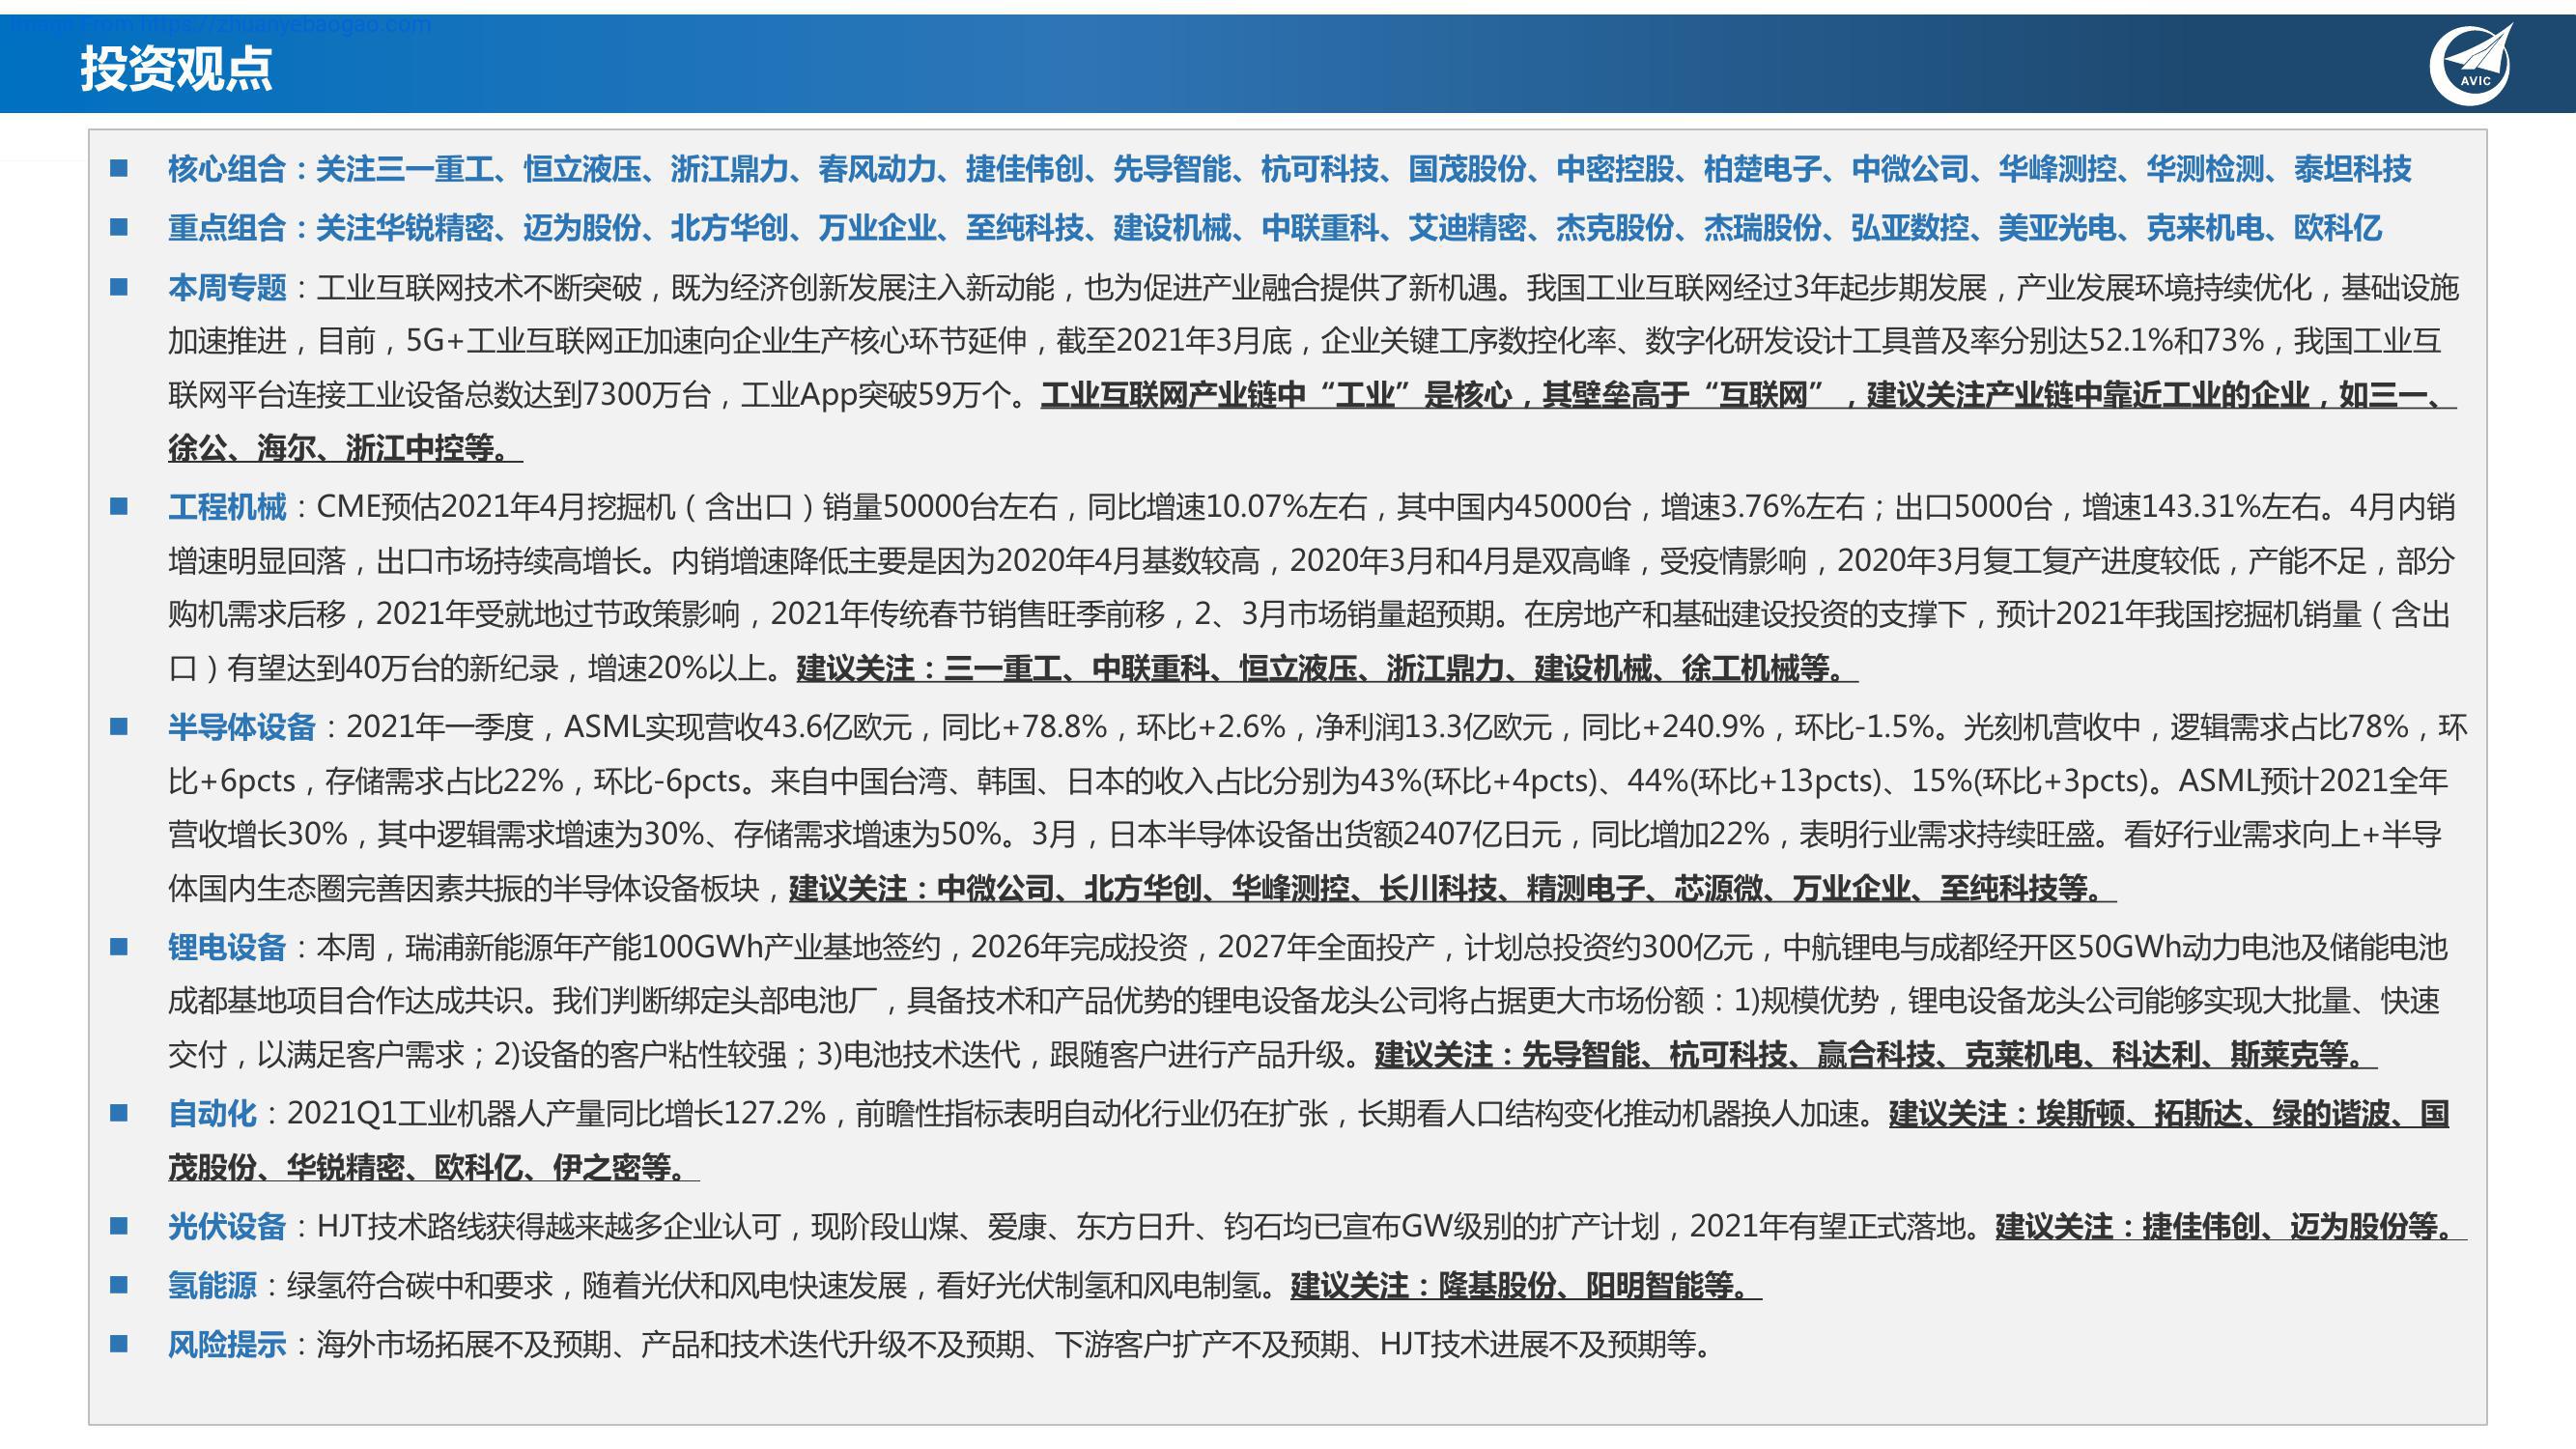 Image From https://zhuanyebaogao.com
投资观点
AVIC
核心组合：关注三一重工、恒立液压、浙江鼎力、春风动力、捷佳伟创、先导智能、杭可科技、国茂股份、中密控股、柏楚电子、中微公司、华峰测控、华测检测、泰坦科技
重点组合：关注华锐精密、迈为股份、北方华创、万业企业、至纯科技、建设机械、中联重科、艾迪精密、杰克股份、杰瑞股份、弘亚数控、美亚光电、克来机电、欧科亿
本周专题：工业互联网技术不断突破，既为经济创新发展注入新动能，也为促进产业融合提供了新机遇。我国工业互联网经过3年起步期发展，产业发展环境持续优化，基础设施
加速推进，目前，5G+工业互联网正加速向企业生产核心环节延伸，截至2021年3月底，企业关键工序数控化率、数字化研发设计工具普及率分别达52.1%和73%，我国工业互
联网平台连接工业设备总数达到7300万台，工业App突破59万个。工业互联网产业链中“工业”是核心，其壁垒高于“互联网”，建议关注产业链中靠近工业的企业，如三一、
徐公、海尔、浙江中控等。
工程机械：CME预估2021年4月挖掘机（含出口）销量50000台左右，同比增速10.07%左右，其中国内45000台，增速3.76%左右；出口5000台，增速143.31%左右。4月内销
增速明显回落，出口市场持续高增长。内销增速降低主要是因为2020年4月基数较高，2020年3月和4月是双高峰，受疫情影响，2020年3月复工复产进度较低，产能不足，部分
购机需求后移，2021年受就地过节政策影响，2021年传统春节销售旺季前移，2、3月市场销量超预期。在房地产和基础建设投资的支撑下，预计2021年我国挖掘机销量（含出
口）有望达到40万台的新纪录，增速20%以上。建议关注：三一重工、中联重科、恒立液压、浙江鼎力、建设机械、徐工机械等。
半导体设备：2021年一季度，ASML实现营收43.6亿欧元，同比+78.8%，环比+2.6%，净利润13.3亿欧元，同比+240.9%，环比-1.5%。光刻机营收中，逻辑需求占比78%，环
比+6pcts，存储需求占比22%，环比-6pcts。来自中国台湾、韩国、日本的收入占比分别为43%(环比+4pcts)、44%(环比+13pcts)、15%(环比+3pcts)。ASML预计2021全年
营收增长30%，其中逻辑需求增速为30%、存储需求增速为50%。3月，日本半导体设备出货额2407亿日元，同比增加22%，表明行业需求持续旺盛。看好行业需求向上+半导
体国内生态圈完善因素共振的半导体设备板块，建议关注：中微公司、北方华创、华峰测控、长川科技、精测电子、芯源微、万业企业、至纯科技等。
锂电设备：本周，瑞浦新能源年产能100GWh产业基地签约，2026年完成投资，2027年全面投产，计划总投资约300亿元，中航锂电与成都经开区50GWh动力电池及储能电池
成都基地项目合作达成共识。我们判断绑定头部电池厂，具备技术和产品优势的锂电设备龙头公司将占据更大市场份额：1)规模优势，锂电设备龙头公司能够实现大批量、快速
交付，以满足客户需求；2)设备的客户粘性较强；3)电池技术迭代，跟随客户进行产品升级。建议关注：先导智能、杭可科技、赢合科技、克莱机电、科达利、斯莱克等。
自动化：2021Q1工业机器人产量同比增长127.2%，前瞻性指标表明自动化行业仍在扩张，长期看人口结构变化推动机器换人加速。建议关注：埃斯顿、拓斯达、绿的谐波、国
茂股份、华锐精密、欧科亿、伊之密等。
光伏设备：HJT技术路线获得越来越多企业认可，现阶段山煤、爱康、东方日升、钧石均已宣布GW级别的扩产计划，2021年有望正式落地。建议关注：捷佳伟创、迈为股份等。
氢能源：绿氢符合碳中和要求，随着光伏和风电快速发展，看好光伏制氢和风电制氢。建议关注：隆基股份、阳明智能等。
风险提示：海外市场拓展不及预期、产品和技术迭代升级不及预期、下游客户扩产不及预期、HJT技术进展不及预期等。